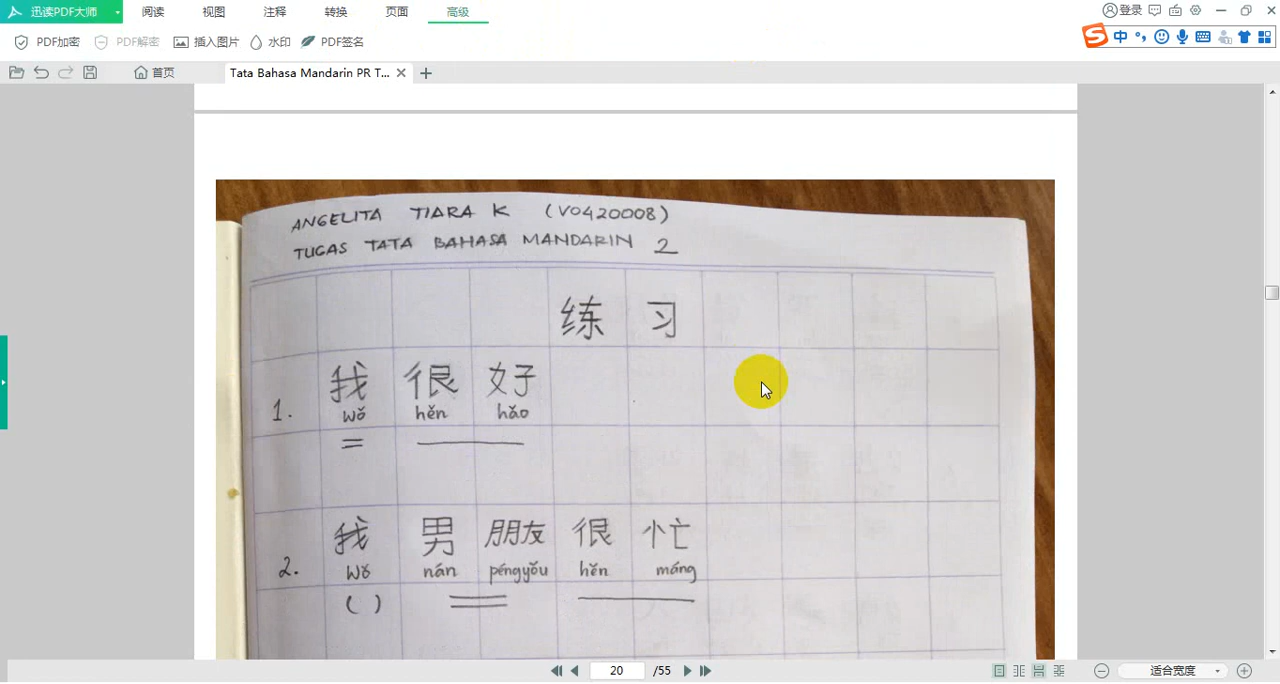 迅读PDF大师
阅读 视图 注释 转换 页面 高级
登录
PDF加密 PDF解密 插入图片 水印 PDF签名
中
首页 Tata Bahasa Mandarin PR T...
ANGELITA TIARA K (V0420008)
TUGAS TATA BAHASA MANDARIN 2
练 习
1. 我 很 好
wǒ hěn hǎo
2. 我 男 朋友 很 忙
wǒ nán péngyǒu hěn máng
( )
20 /55
适合宽度